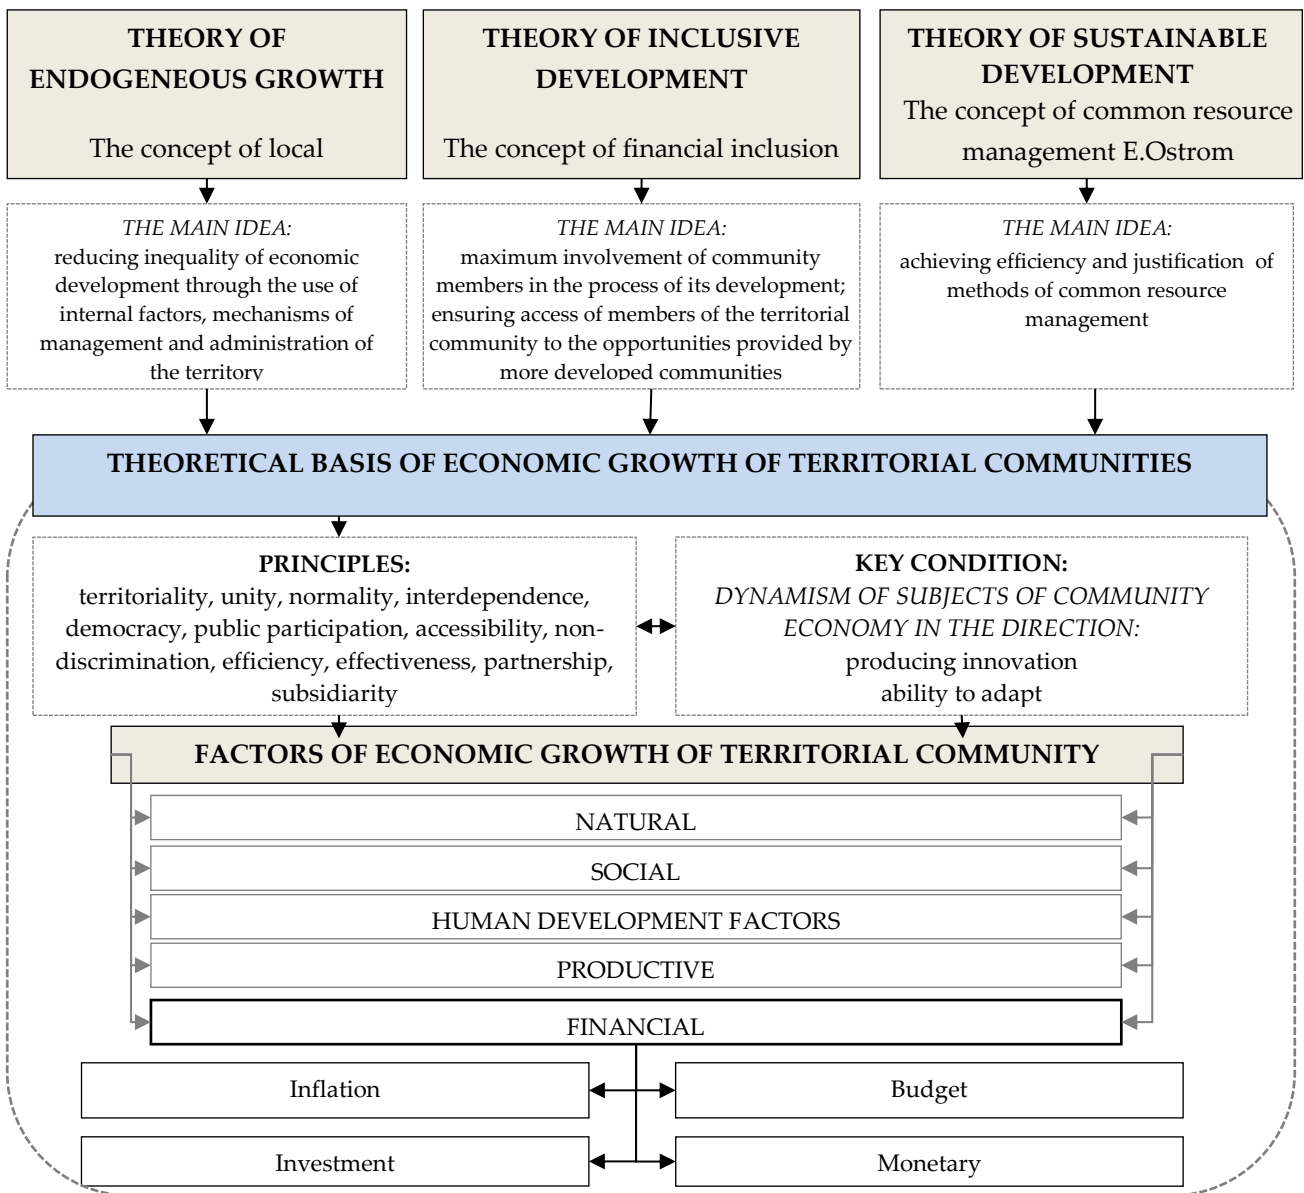 THEORY OF
ENDOGENEOUS GROWTH
The concept of local
THEORY OF INCLUSIVE
DEVELOPMENT
The concept of financial inclusion
THEORY OF SUSTAINABLE
DEVELOPMENT
The concept of common resource
management E.Ostrom
THE MAIN IDEA:
reducing inequality of economic
development through the use of
internal factors, mechanisms of
management and administration of
the territory
THE MAIN IDEA:
maximum involvement of community
members in the process of its development;
ensuring access of members of the territorial
community to the opportunities provided by
more developed communities
THE MAIN IDEA:
achieving efficiency and justification of
methods of common resource
management
THEORETICAL BASIS OF ECONOMIC GROWTH OF TERRITORIAL COMMUNITIES
PRINCIPLES:
territoriality, unity, normality, interdependence,
democracy, public participation, accessibility, non-
discrimination, efficiency, effectiveness, partnership,
subsidiarity
KEY CONDITION:
DYNAMISM OF SUBJECTS OF COMMUNITY
ECONOMY IN THE DIRECTION:
producing innovation
ability to adapt
FACTORS OF ECONOMIC GROWTH OF TERRITORIAL COMMUNITY
NATURAL
SOCIAL
HUMAN DEVELOPMENT FACTORS
PRODUCTIVE
FINANCIAL
Inflation
Budget
Investment
Monetary